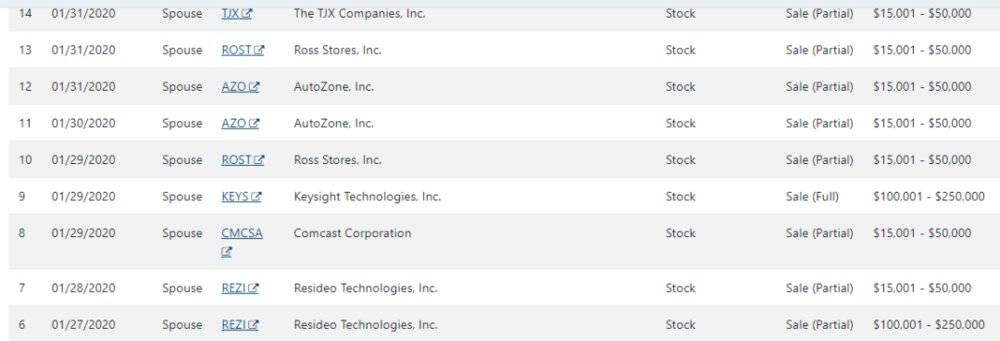 14 01/31/2020 Spouse TJX The TJX Companies, Inc. Stock Sale (Partial) $15,001 - $50,000
13 01/31/2020 Spouse ROST Ross Stores, Inc. Stock Sale (Partial) $15,001 - $50,000
12 01/31/2020 Spouse AZO AutoZone, Inc. Stock Sale (Partial) $15,001 - $50,000
11 01/30/2020 Spouse AZO AutoZone, Inc. Stock Sale (Partial) $15,001 - $50,000
10 01/29/2020 Spouse ROST Ross Stores, Inc. Stock Sale (Partial) $15,001 - $50,000
9 01/29/2020 Spouse KEYS Keysight Technologies, Inc. Stock Sale (Full) $100,001 - $250,000
8 01/29/2020 Spouse CMCSA Comcast Corporation Stock Sale (Partial) $15,001 - $50,000
7 01/28/2020 Spouse REZI Resideo Technologies, Inc. Stock Sale (Partial) $15,001 - $50,000
6 01/27/2020 Spouse REZI Resideo Technologies, Inc. Stock Sale (Partial) $100,001 - $250,000